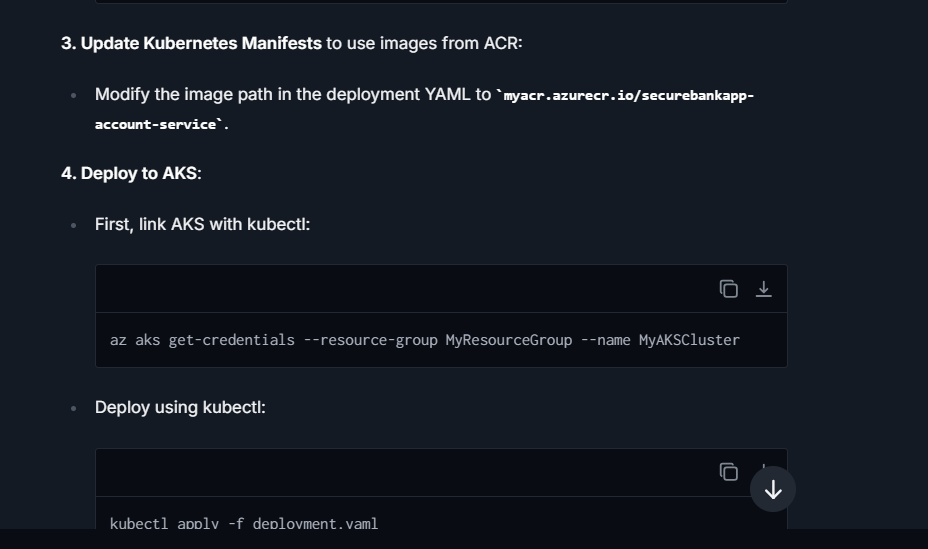 3. Update Kubernetes Manifests to use images from ACR:
Modify the image path in the deployment YAML to `myacr.azurecr.io/securebankapp-
account-service`.
4. Deploy to AKS:
First, link AKS with kubectl:
az aks get-credentials --resource-group MyResourceGroup --name MyAKSCluster
Deploy using kubectl:
kubectl apply -f deployment.yaml